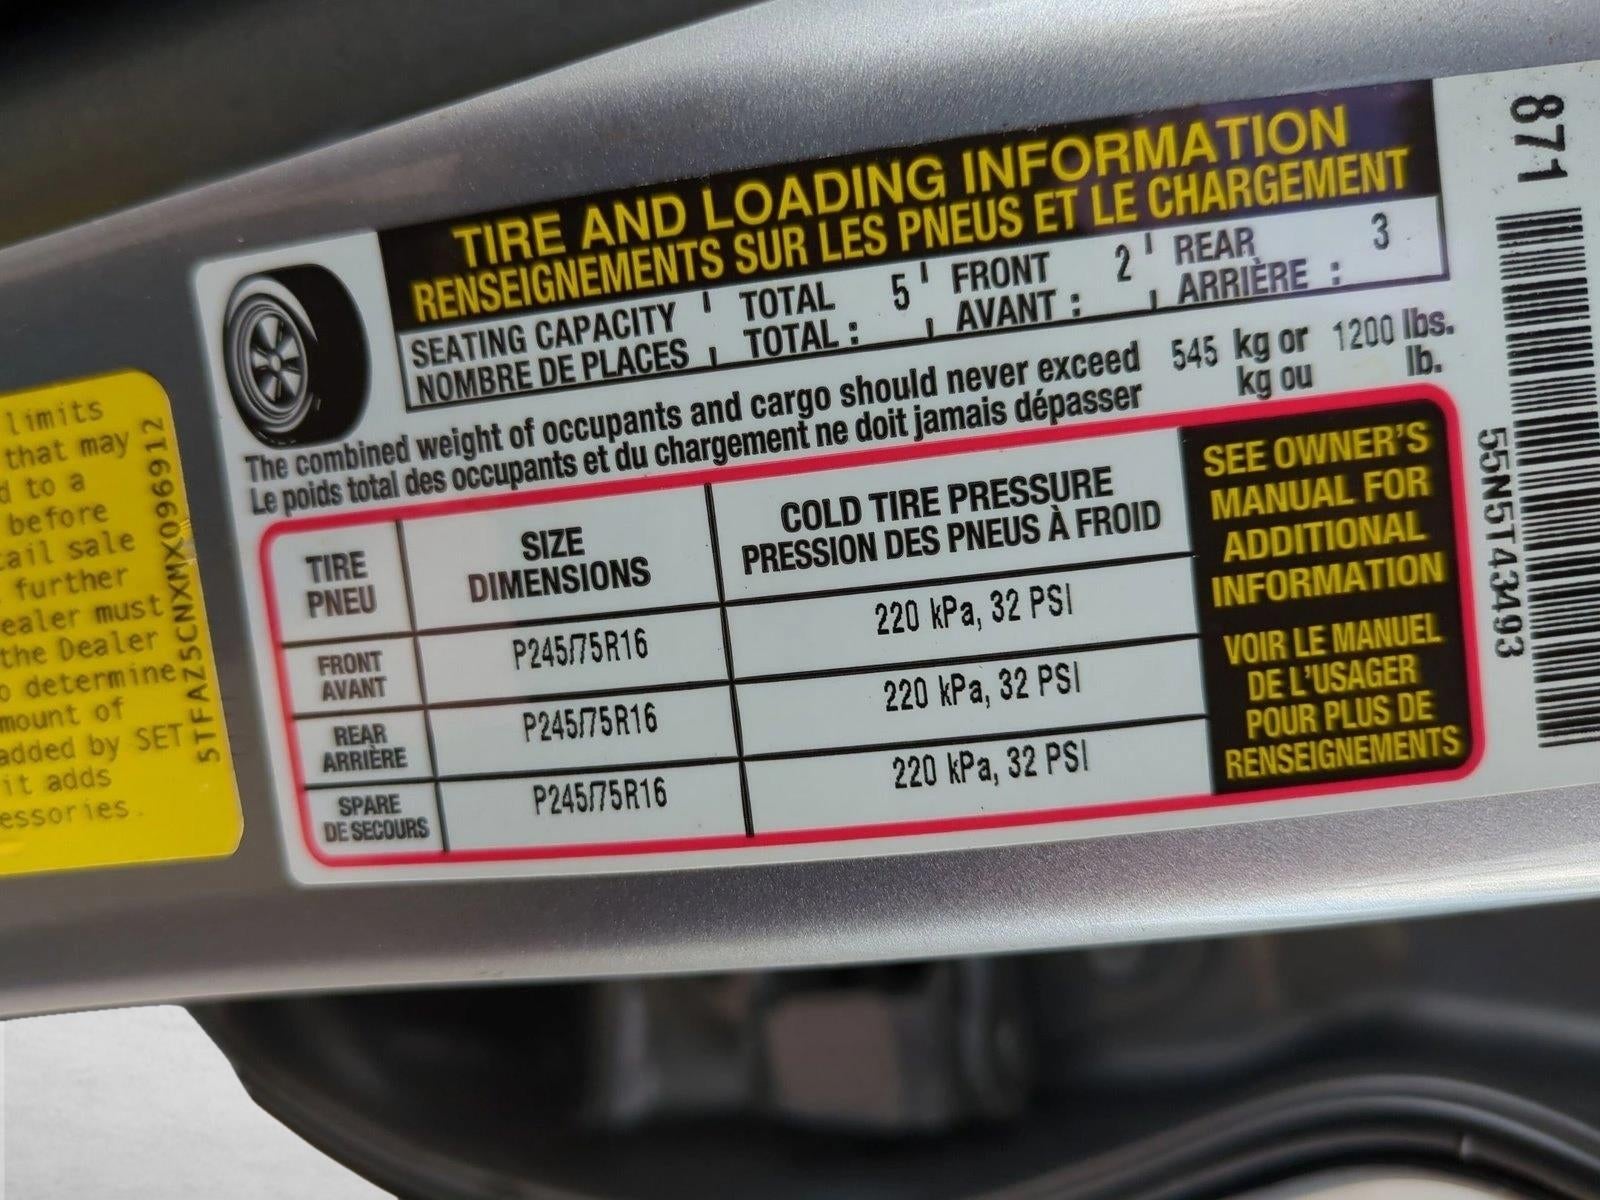 TIRE AND LOADING INFORMATION
RENSEIGNEMENTS SUR LES PNEUS ET LE CHARGEMENT
SEATING CAPACITY TOTAL 5 FRONT 2 REAR 3
NOMBRE DE PLACES TOTAL : AVANT : ARRIÈRE :
The combined weight of occupants and cargo should never exceed 545 kg or 1200 lbs.
Le poids total des occupants et du chargement ne doit jamais dépasser kg ou lb.
TIRE SIZE COLD TIRE PRESSURE
PNEU DIMENSIONS PRESSION DES PNEUS À FROID
FRONT P245/75R16 220 kPa, 32 PSI
AVANT
REAR P245/75R16 220 kPa, 32 PSI
ARRIÈRE
SPARE P245/75R16 220 kPa, 32 PSI
DE SECOURS
SEE OWNER'S
MANUAL FOR
ADDITIONAL
INFORMATION
VOIR LE MANUEL
DE L'USAGER
POUR PLUS DE
RENSEIGNEMENTS
871
55N5T43493
limits
that may
to a
before
sale
further
must
the Dealer
determine
of
added by SET
it adds
5TFAZ5CNXMX096912